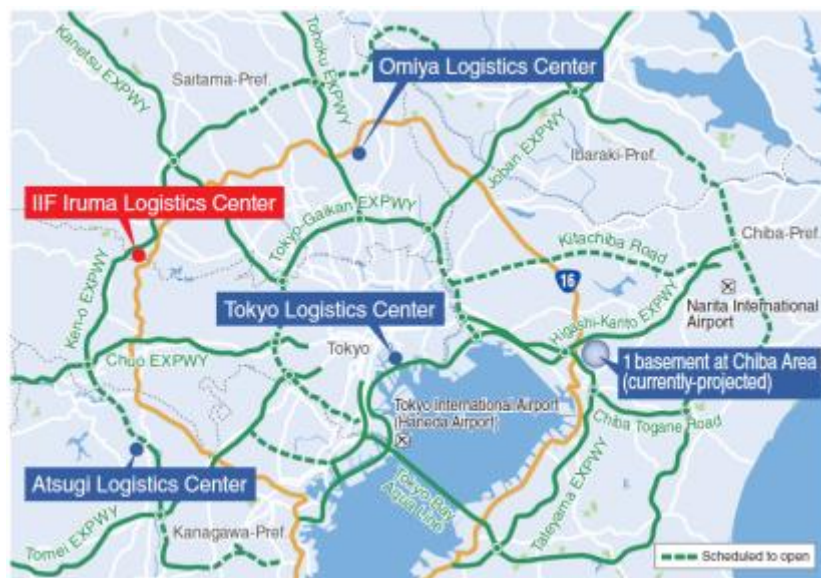 Kanetsu EXPWY
Tohoku EXPWY
Saitama-Pref.
Omiya Logistics Center
Joban EXPWY
Ibaraki-Pref.
IIF Iruma Logistics Center
Tokyo-Gaikan EXPWY
Kitachiba Road
Chiba-Pref.
16
Narita International
Airport
Ken-o EXPWY
Tokyo Logistics Center
Higashi-Kanto EXPWY
Chuo EXPWY
Tokyo
1 basement at Chiba Area
(currently-projected)
Tokyo International Airport
(Haneda Airport)
Chiba Togane Road
Atsugi Logistics Center
Tokyo Bay
Aqua Line
Tateyama EXPWY
Tomei EXPWY
Kanagawa-Pref.
Scheduled to open